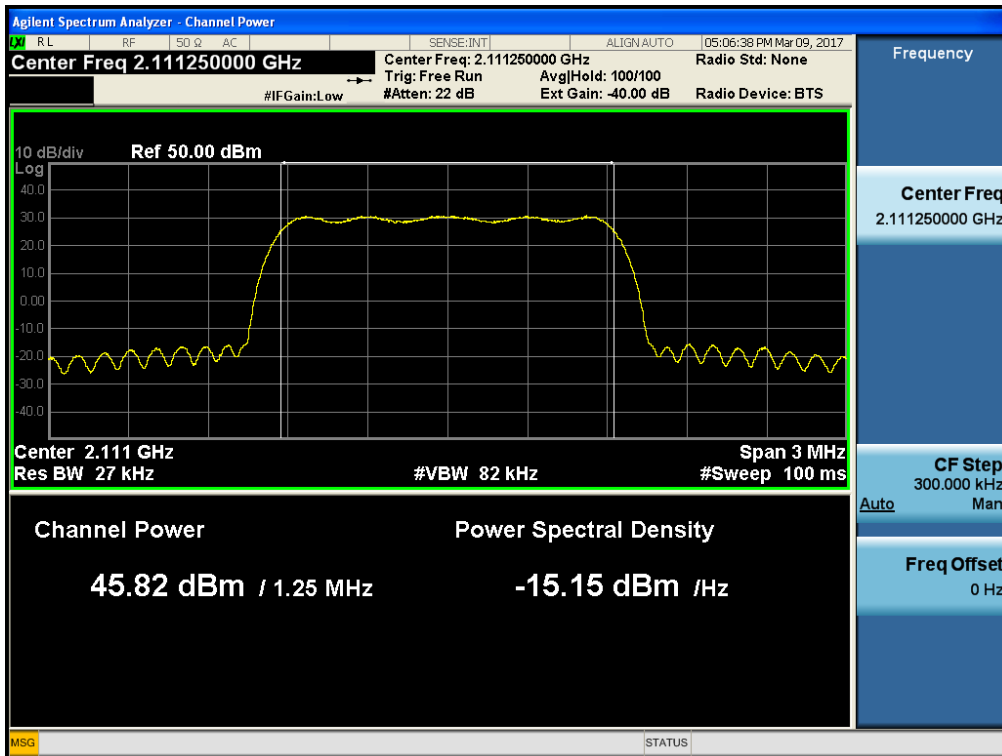 Agilent Spectrum Analyzer - Channel Power
LXI RL RF 50 Ω AC SENSE:INT ALIGN AUTO 05:06:38 PM Mar 09, 2017
Center Freq 2.111250000 GHz
Center Freq: 2.111250000 GHz Radio Std: None
Trig: Free Run Avg|Hold: 100/100
#IFGain:Low #Atten: 22 dB Ext Gain: -40.00 dB Radio Device: BTS
10 dB/div Ref 50.00 dBm
Log
40.0
30.0
20.0
10.0
0.00
-10.0
-20.0
-30.0
-40.0
Center 2.111 GHz Span 3 MHz
Res BW 27 kHz #VBW 82 kHz #Sweep 100 ms
Channel Power Power Spectral Density
45.82 dBm / 1.25 MHz -15.15 dBm /Hz
Frequency
Center Freq
2.111250000 GHz
CF Step
300.000 kHz
Auto Man
Freq Offset
0 Hz
MSG STATUS